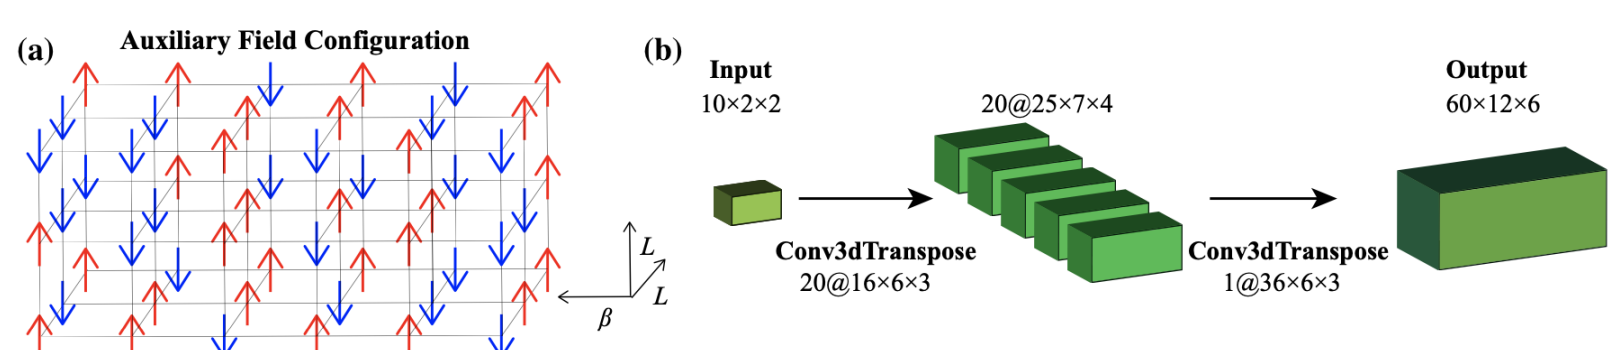 (a)
Auxiliary Field Configuration
L
L
β
(b)
Input
10×2×2
Conv3dTranspose
20@16×6×3
20@25×7×4
Conv3dTranspose
1@36×6×3
Output
60×12×6